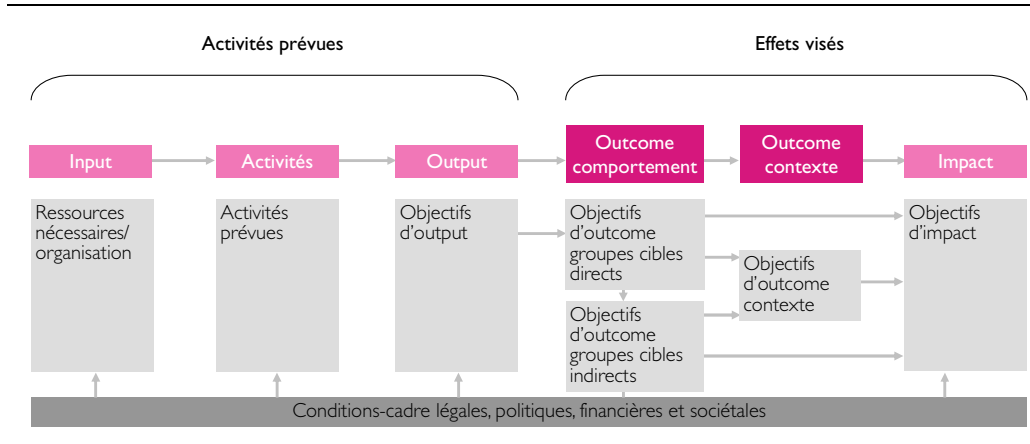 Activités prévues
Effets visés
Input
Activités
Output
Outcome
comportement
Outcome
contexte
Impact
Ressources
nécessaires/
organisation
Activités
prévues
Objectifs
d'output
Objectifs
d'outcome
groupes cibles
directs
Objectifs
d'outcome
groupes cibles
indirects
Objectifs
d'outcome
contexte
Objectifs
d'impact
Conditions-cadre légales, politiques, financières et sociétales